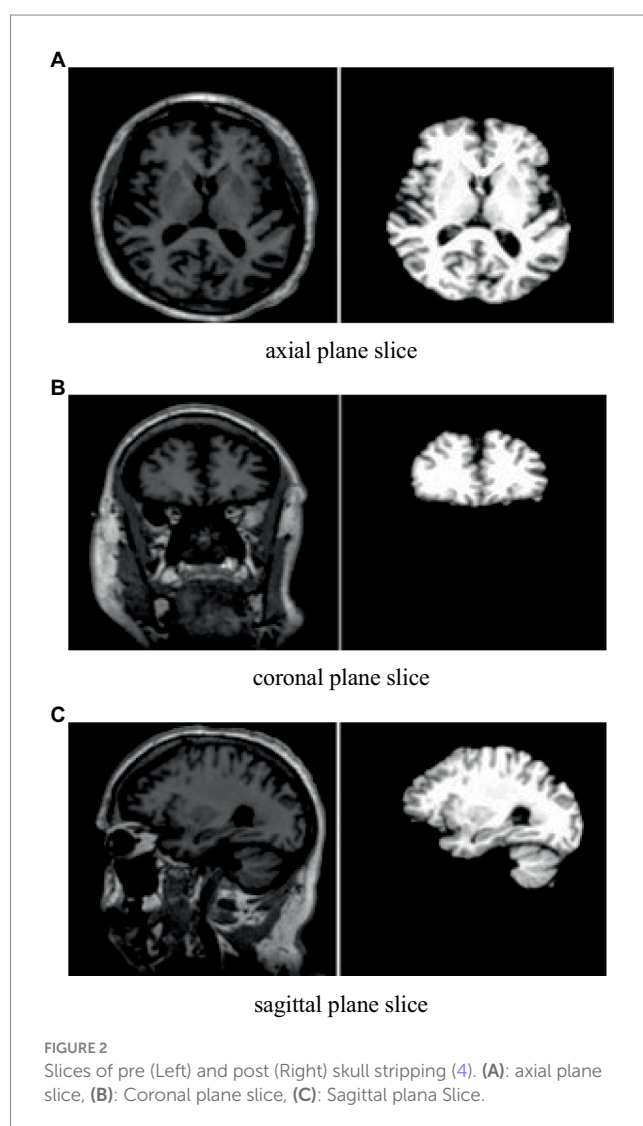 A
axial plane slice
B
coronal plane slice
C
sagittal plane slice
FIGURE 2
Slices of pre (Left) and post (Right) skull stripping (4). (A): axial plane
slice, (B): Coronal plane slice, (C): Sagittal plana Slice.